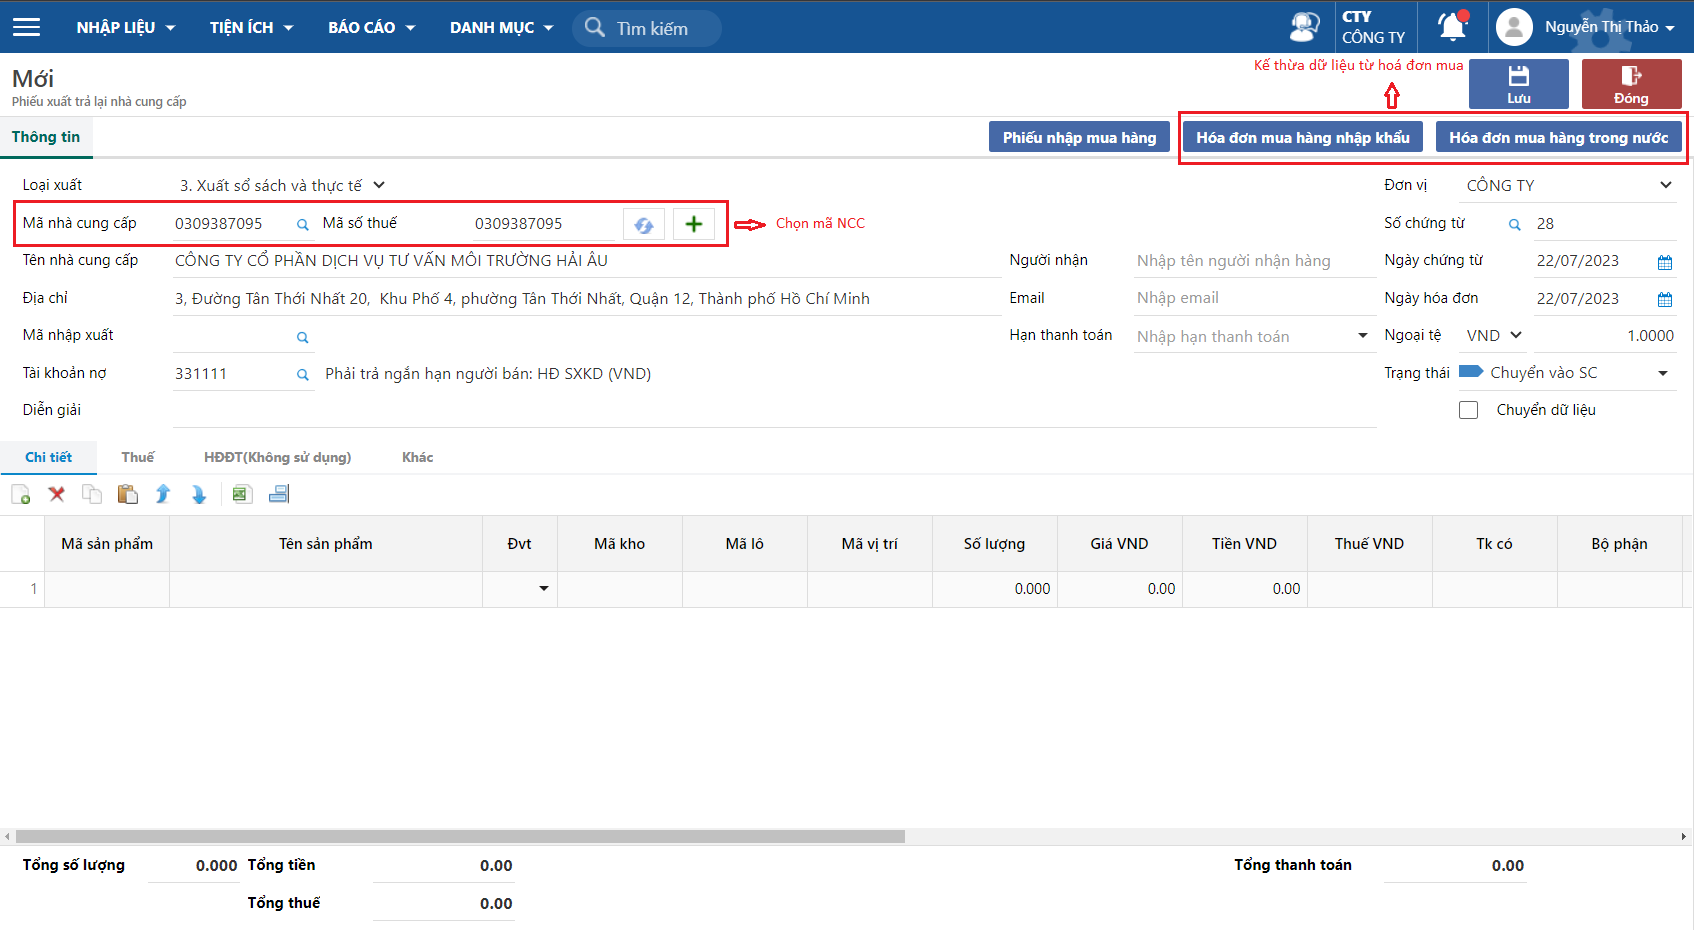 NHẬP LIỆU TIỆN ÍCH BÁO CÁO DANH MỤC Tìm kiếm CTY CÔNG TY Nguyễn Thị Thảo
Kế thừa dữ liệu từ hoá đơn mua
Mới
Phiếu xuất trả lại nhà cung cấp
Lưu Đóng
Thông tin Phiếu nhập mua hàng Hóa đơn mua hàng nhập khẩu Hóa đơn mua hàng trong nước
Loại xuất 3. Xuất sổ sách và thực tế Đơn vị CÔNG TY
Mã nhà cung cấp 0309387095 Mã số thuế 0309387095 Chọn mã NCC Số chứng từ 28
Tên nhà cung cấp CÔNG TY CỔ PHẦN DỊCH VỤ TƯ VẤN MÔI TRƯỜNG HẢI ÂU Người nhận Nhập tên người nhận hàng Ngày chứng từ 22/07/2023
Địa chỉ 3, Đường Tân Thới Nhất 20, Khu Phố 4, phường Tân Thới Nhất, Quận 12, Thành phố Hồ Chí Minh Email Nhập email Ngày hóa đơn 22/07/2023
Mã nhập xuất Hạn thanh toán Nhập hạn thanh toán Ngoại tệ VND 1.0000
Tài khoản nợ 331111 Phải trả ngắn hạn người bán: HĐ SXKD (VND) Trạng thái Chuyển vào SC
Diễn giải Chuyển dữ liệu
Chi tiết Thuế HĐĐT(Không sử dụng) Khác
Mã sản phẩm Tên sản phẩm Đvt Mã kho Mã lô Mã vị trí Số lượng Giá VND Tiền VND Thuế VND Tk có Bộ phận
1 0.000 0.00 0.00
Tổng số lượng 0.000 Tổng tiền 0.00 Tổng thanh toán 0.00
Tổng thuế 0.00